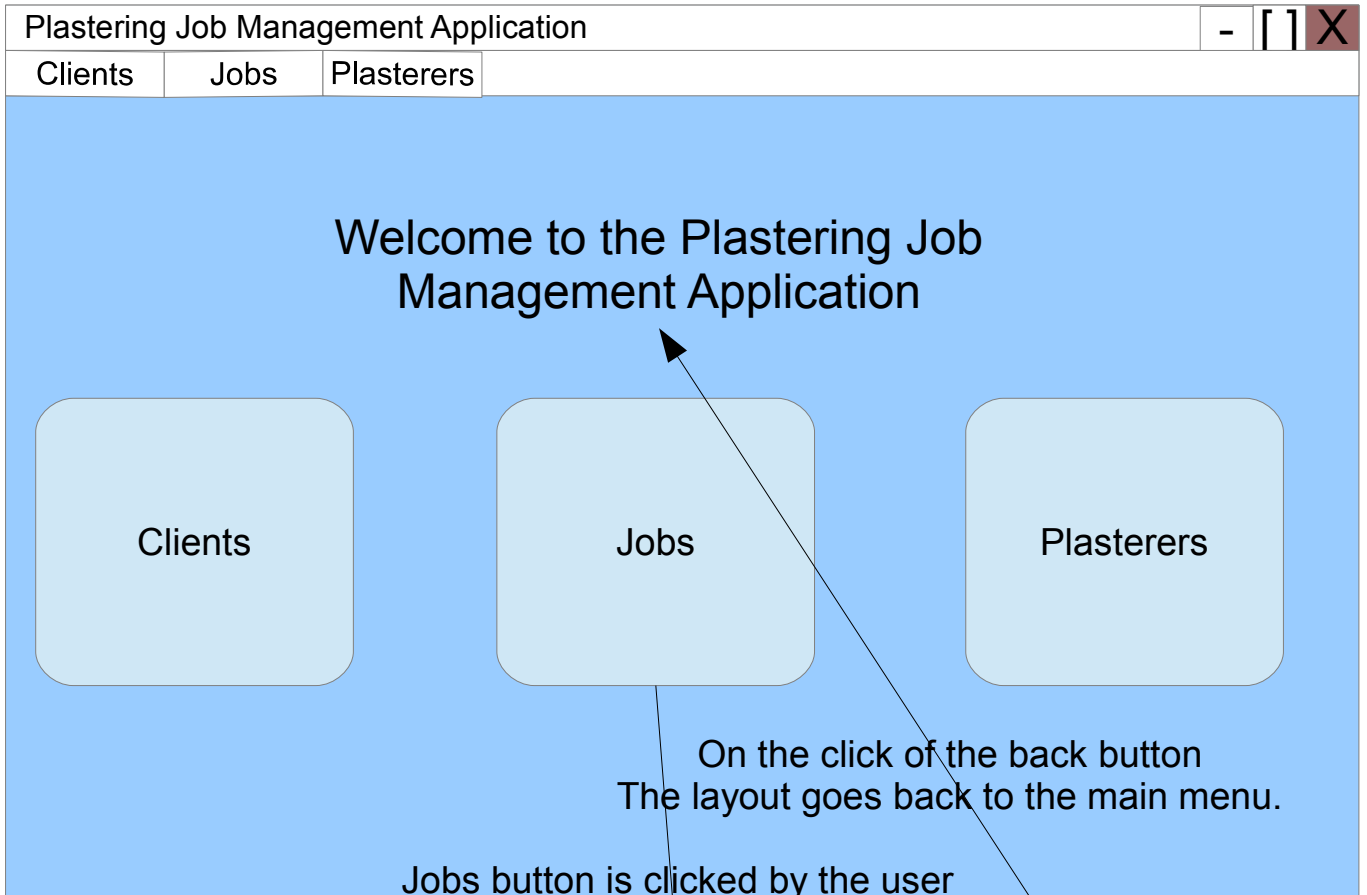 Plastering Job Management Application
- [ ] X
Clients Jobs Plasterers
Welcome to the Plastering Job
Management Application
Clients Jobs Plasterers
On the click of the back button
The layout goes back to the main menu.
Jobs button is clicked by the user